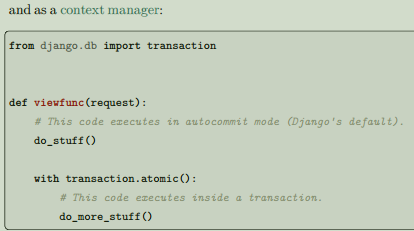 and as a context manager:
from django.db import transaction
def viewfunc(request):
# This code executes in autocommit mode (Django's default).
do_stuff()
with transaction.atomic():
# This code executes inside a transaction.
do_more_stuff()